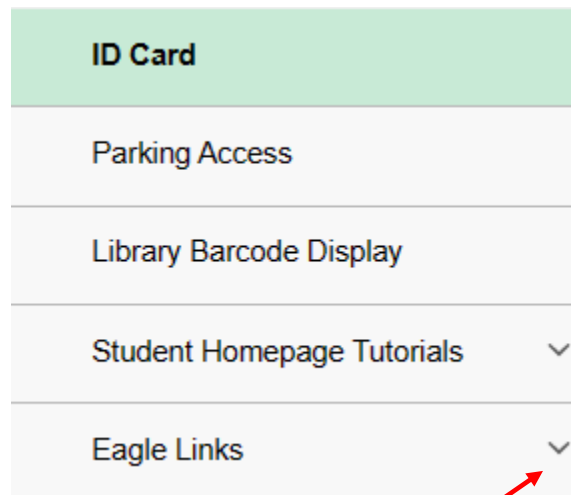 ID Card
Parking Access
Library Barcode Display
Student Homepage Tutorials
Eagle Links